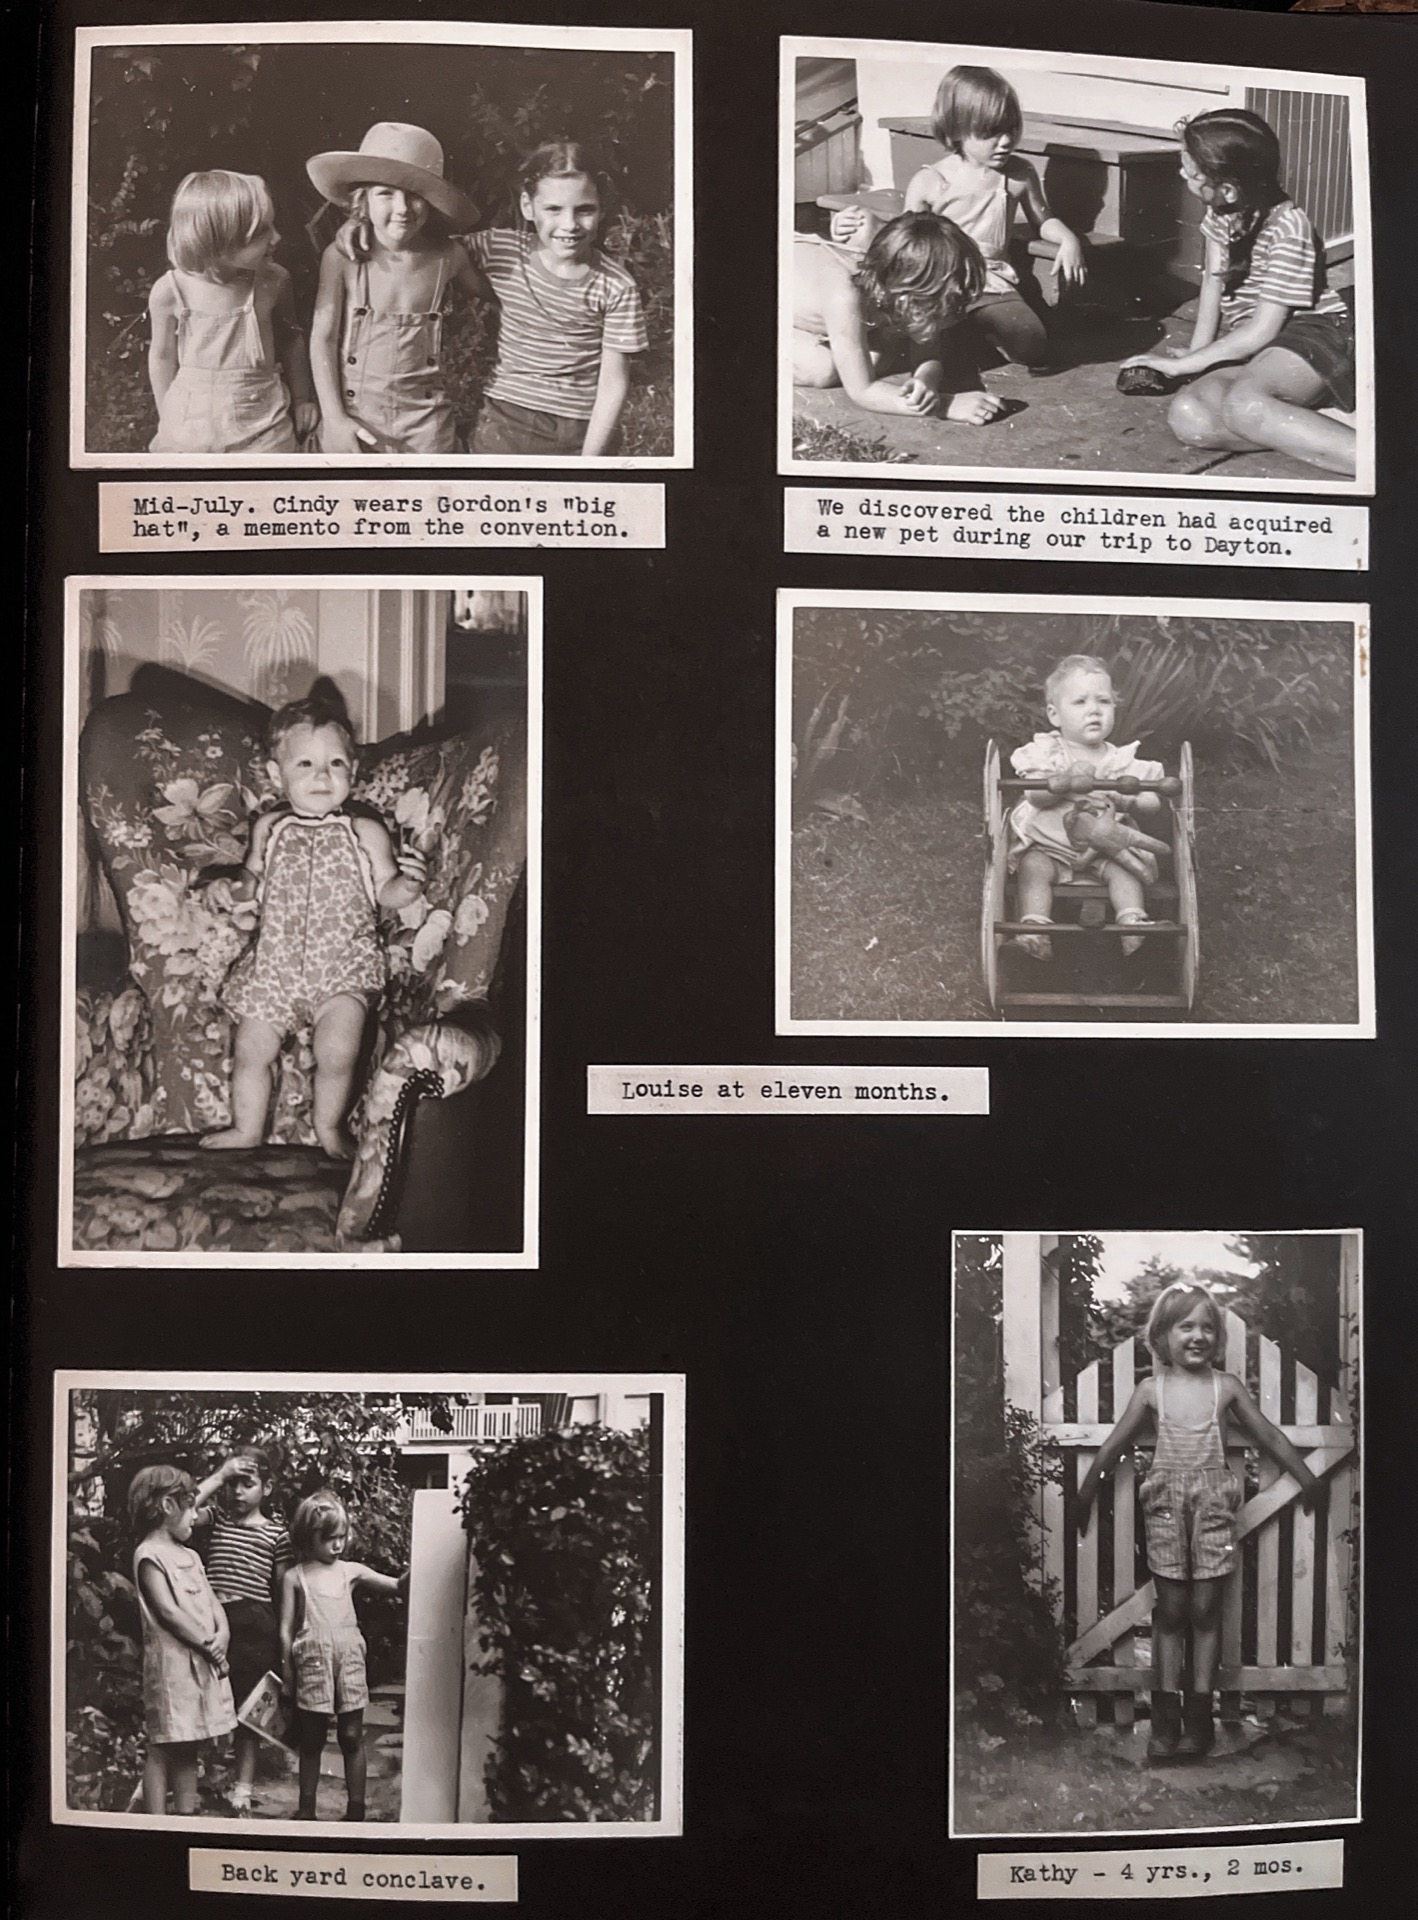 Mid-July. Cindy wears Gordon's "big
hat", a memento from the convention.
We discovered the children had acquired
a new pet during our trip to Dayton.
Louise at eleven months.
Back yard conclave.
Kathy - 4 yrs., 2 mos.